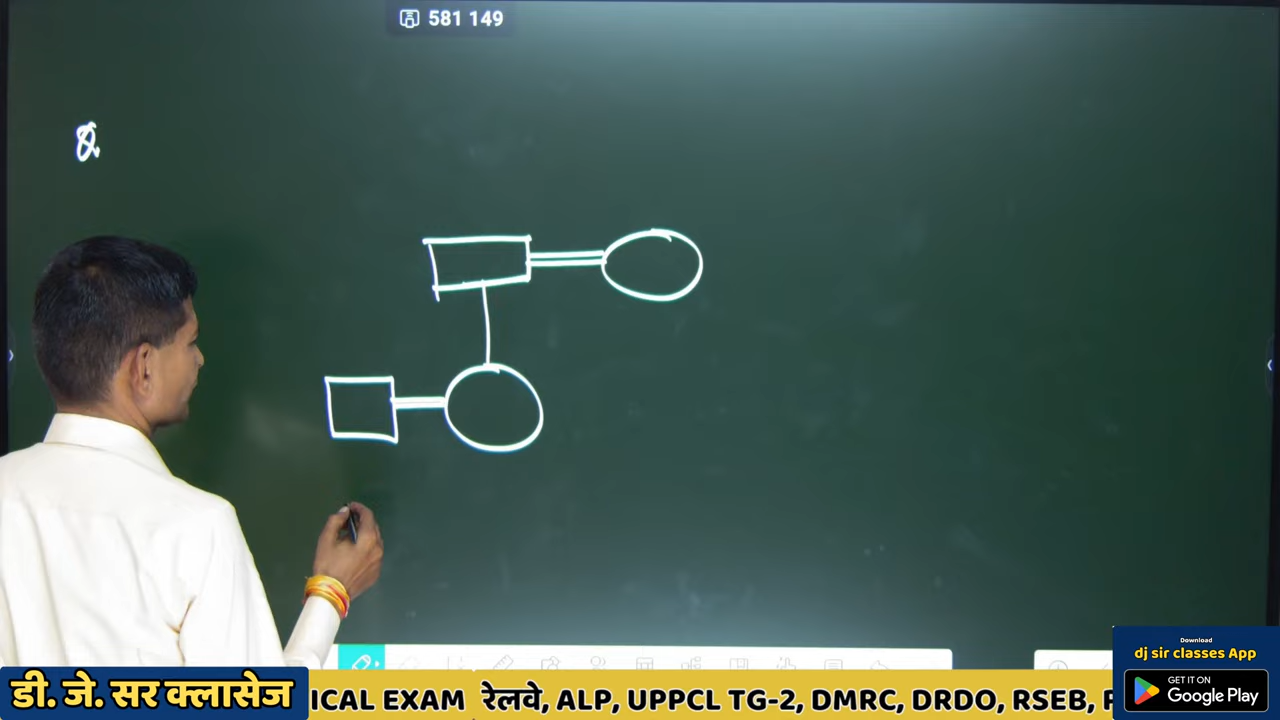 581 149
Q.
Download
dj sir classes App
GET IT ON
Google Play
डी. जे. सर क्लासेज
ICAL EXAM रेलवे, ALP, UPPCL TG-2, DMRC, DRDO, RSEB,